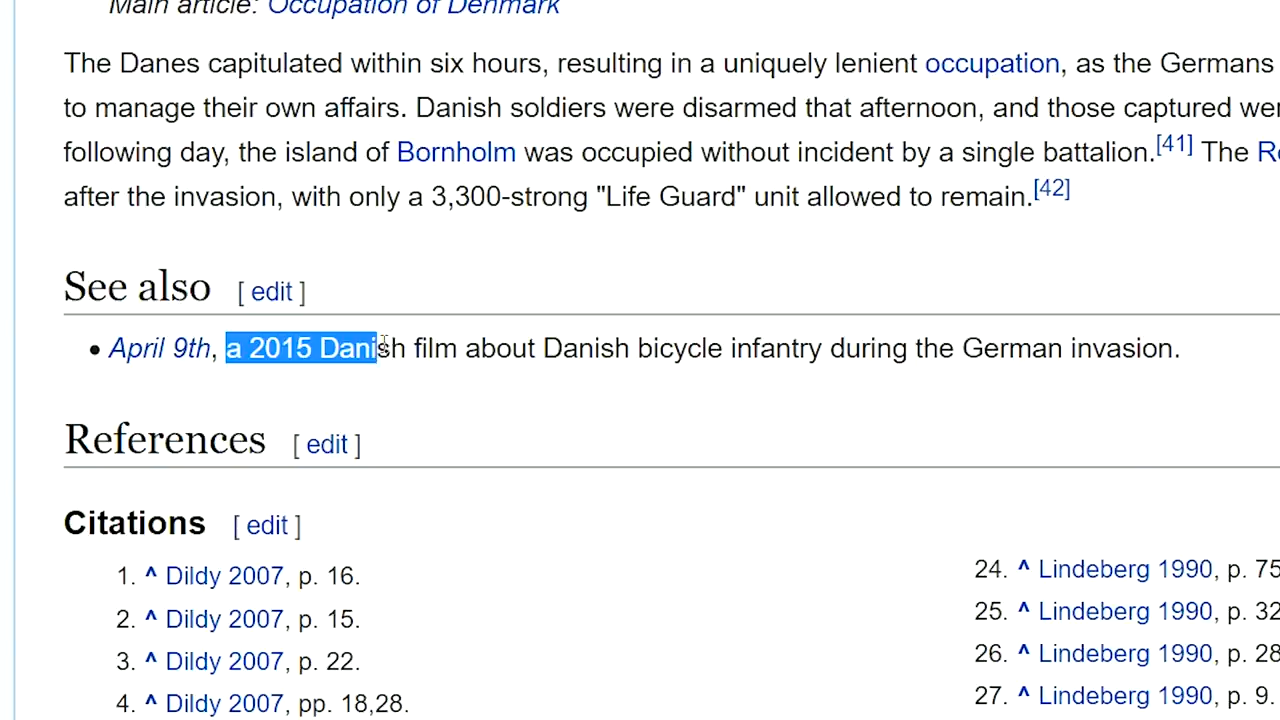 Main article: Occupation of Denmark
The Danes capitulated within six hours, resulting in a uniquely lenient occupation, as the Germans
to manage their own affairs. Danish soldiers were disarmed that afternoon, and those captured
following day, the island of Bornholm was occupied without incident by a single battalion.[41] The
after the invasion, with only a 3,300-strong "Life Guard" unit allowed to remain.[42]
See also [ edit ]
• April 9th, a 2015 Danish film about Danish bicycle infantry during the German invasion.
References [ edit ]
Citations [ edit ]
1. ^ Dildy 2007, p. 16.
2. ^ Dildy 2007, p. 15.
3. ^ Dildy 2007, p. 22.
4. ^ Dildy 2007, pp. 18,28.
24. ^ Lindeberg 1990, p. 75
25. ^ Lindeberg 1990, p. 32
26. ^ Lindeberg 1990, p. 28
27. ^ Lindeberg 1990, p. 9.